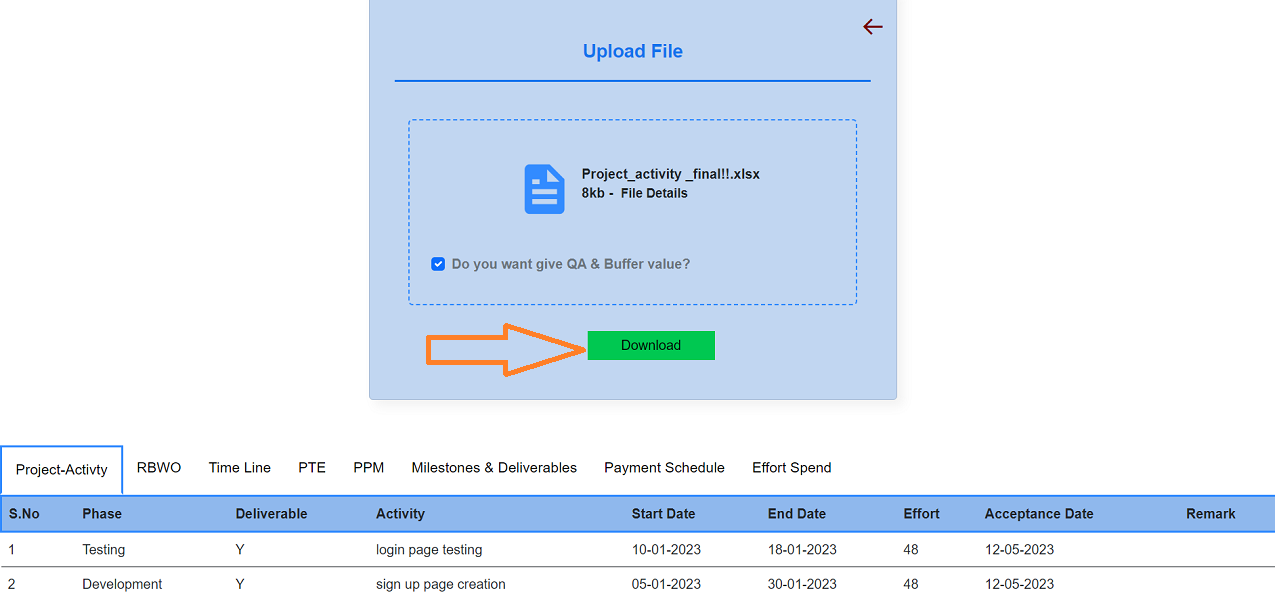 Upload File
Project_activity _final!!.xlsx
8kb - File Details
Do you want give QA & Buffer value?
Download
Project-Activty RBWO Time Line PTE PPM Milestones & Deliverables Payment Schedule Effort Spend
S.No Phase Deliverable Activity Start Date End Date Effort Acceptance Date Remark
1 Testing Y login page testing 10-01-2023 18-01-2023 48 12-05-2023
2 Development Y sign up page creation 05-01-2023 30-01-2023 48 12-05-2023